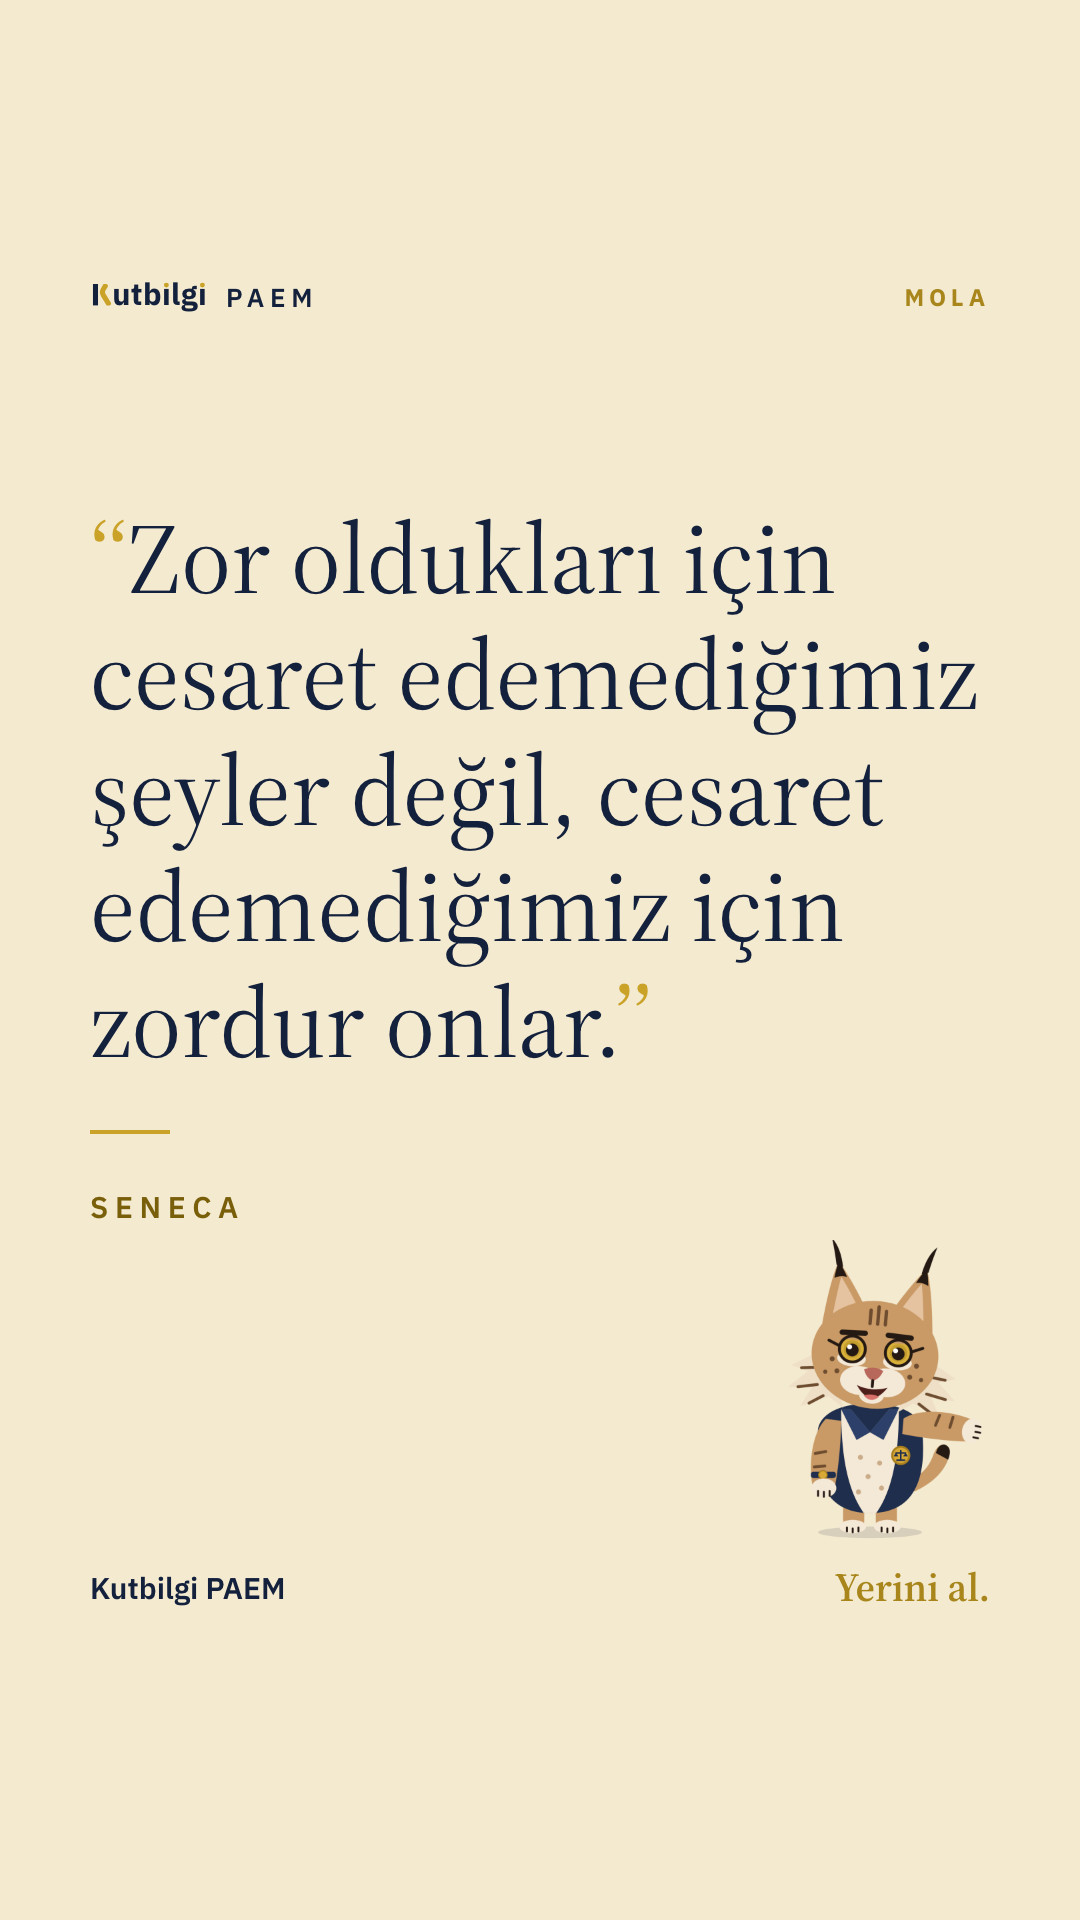 Kutbilgi PAEM
MOLA
“Zor oldukları için
cesaret edemediğimiz
şeyler değil, cesaret
edemediğimiz için
zordur onlar.”
SENECA
Kutbilgi PAEM
Yerini al.